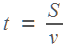 t = S/v